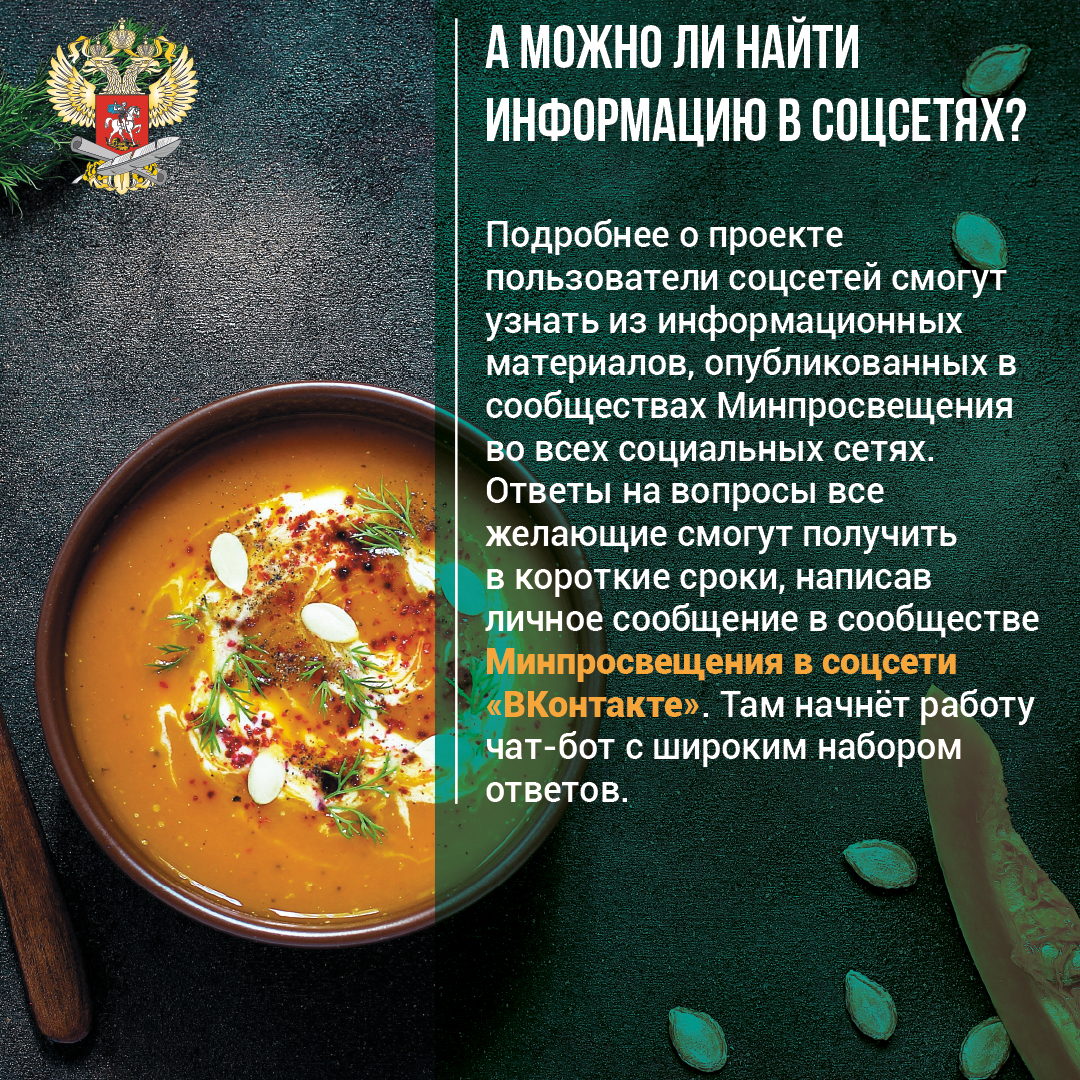 А МОЖНО ЛИ НАЙТИ
ИНФОРМАЦИЮ В СОЦСЕТЯХ?
Подробнее о проекте
пользователи соцсетей смогут
узнать из информационных
материалов, опубликованных в
сообществах Минпросвещения
во всех социальных сетях.
Ответы на вопросы все
желающие смогут получить
в короткие сроки, написав
личное сообщение в сообществе
Минпросвещения в соцсети
«ВКонтакте». Там начнёт работу
чат-бот с широким набором
ответов.